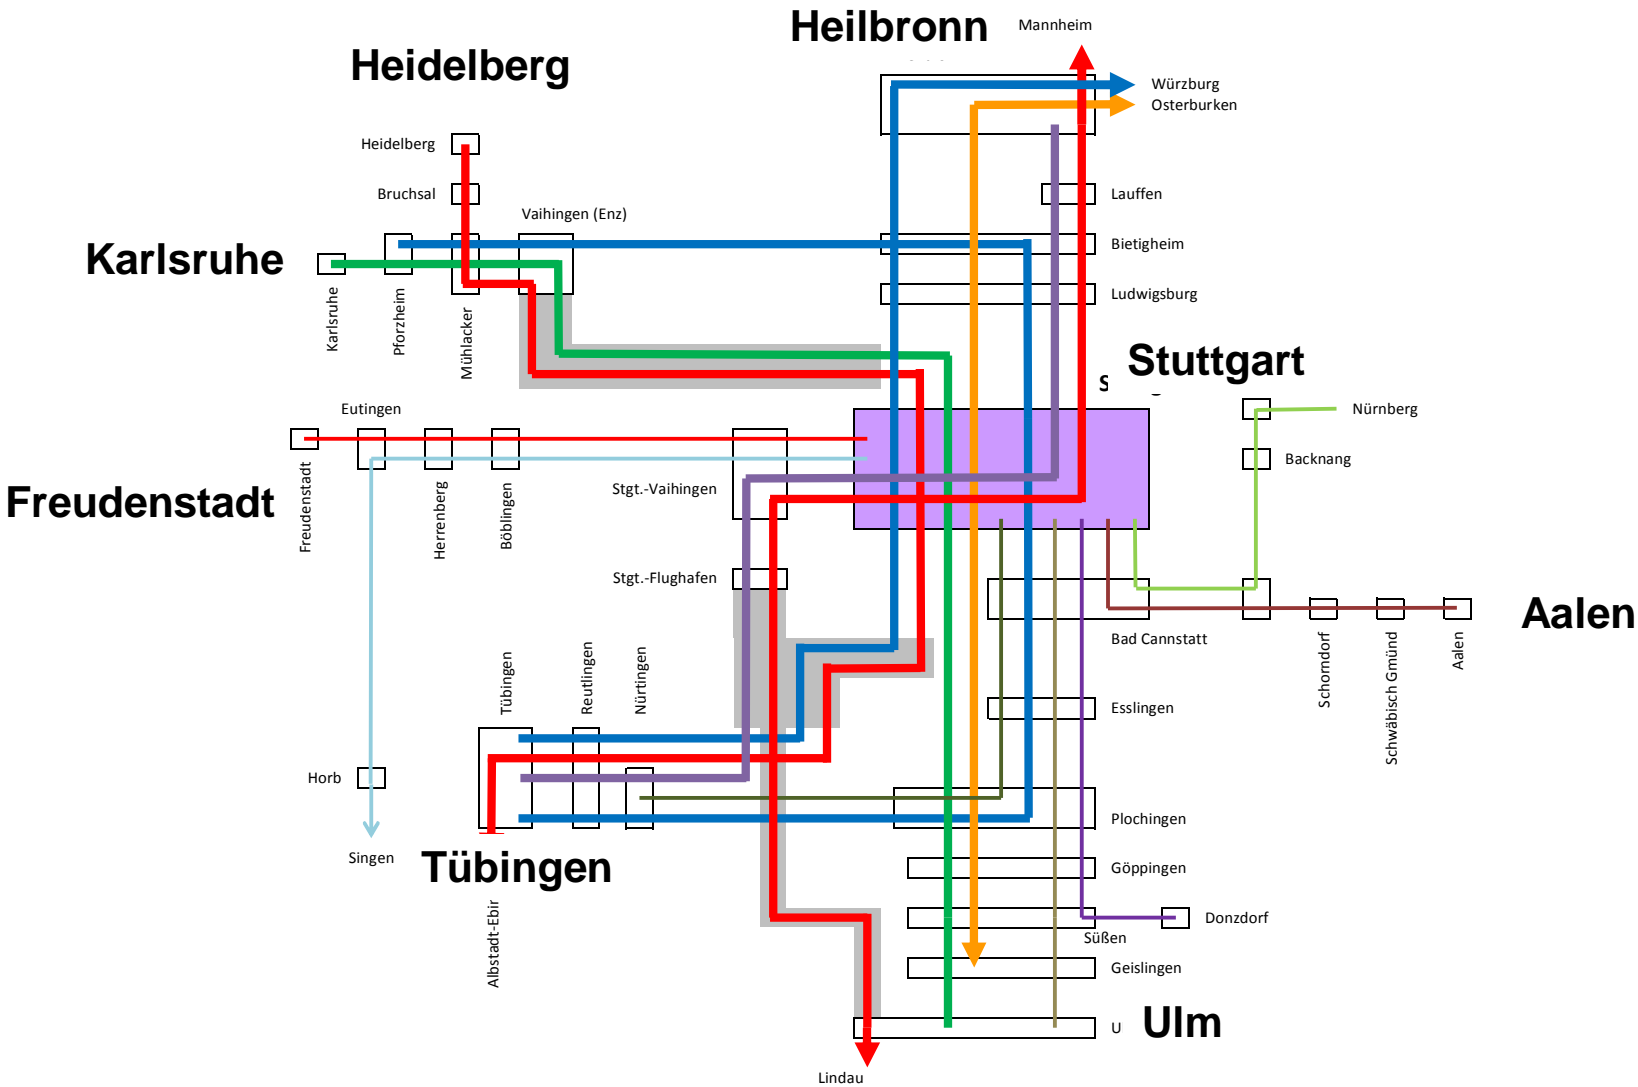 Heilbronn
Mannheim
Heidelberg
Würzburg
Osterburken
Heidelberg
Bruchsal
Lauffen
Vaihingen (Enz)
Karlsruhe
Bietigheim
Ludwigsburg
Karlsruhe
Pforzheim
Mühlacker
Stuttgart
S
Eutingen
Nürnberg
Backnang
Freudenstadt
Freudenstadt
Herrenberg
Böblingen
Stgt.-Vaihingen
Stgt.-Flughafen
Aalen
Bad Cannstatt
Schorndorf
Schwäbisch Gmünd
Aalen
Tübingen
Reutlingen
Nürtingen
Esslingen
Horb
Plochingen
Singen
Tübingen
Göppingen
Albstadt-Ebir
Donzdorf
Süßen
Geislingen
U
Ulm
Lindau